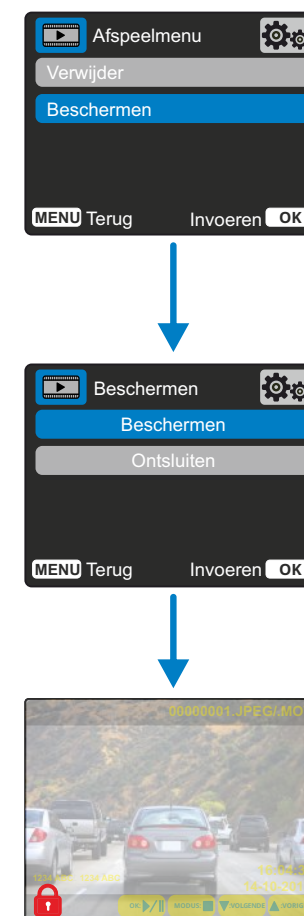 Afspeelmenu
Verwijder
Beschermen
MENU Terug Invoeren OK
Beschermen
Beschermen
Ontsluiten
MENU Terug Invoeren OK
00000001.JPEG/.MO
OK: MODUS: VOLGENDE